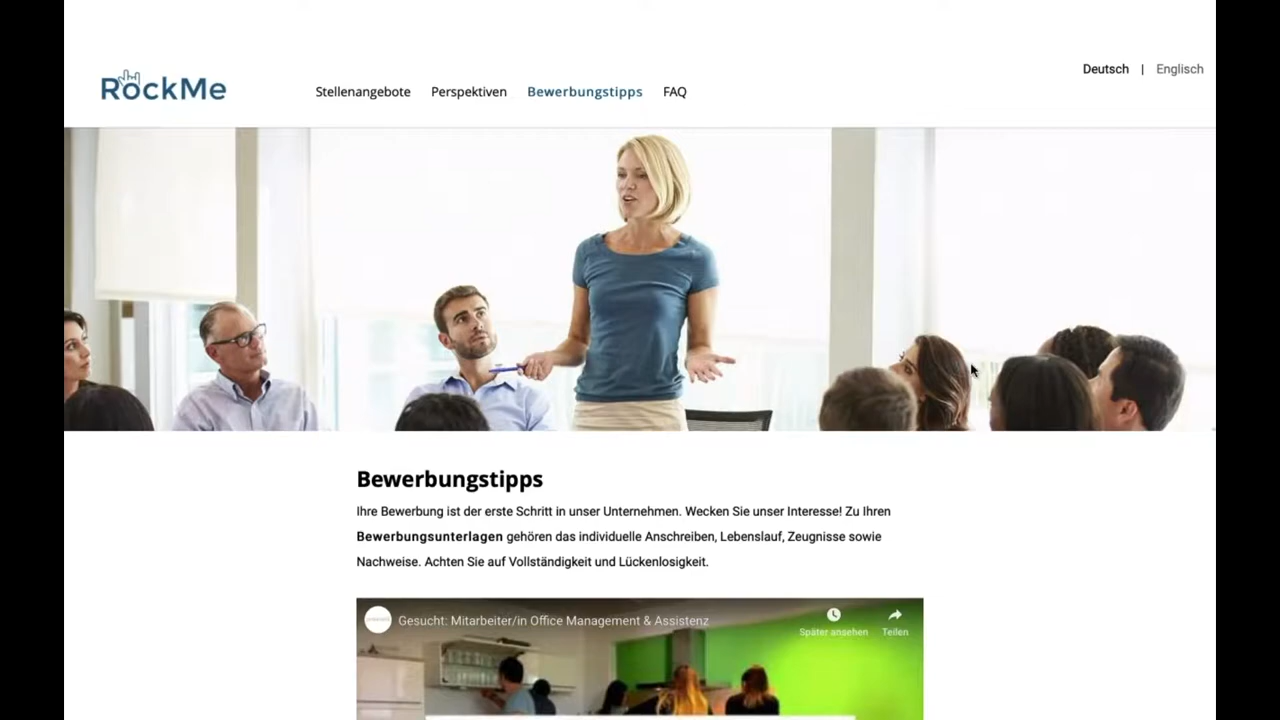 Deutsch | Englisch
RockMe
Stellenangebote Perspektiven Bewerbungstipps FAQ
Bewerbungstipps
Ihre Bewerbung ist der erste Schritt in unser Unternehmen. Wecken Sie unser Interesse! Zu Ihren
Bewerbungsunterlagen gehören das individuelle Anschreiben, Lebenslauf, Zeugnisse sowie
Nachweise. Achten Sie auf Vollständigkeit und Lückenlosigkeit.
Gesucht: Mitarbeiter/in Office Management & Assistenz
Später ansehen Teilen